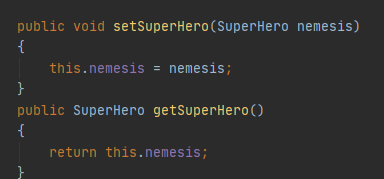 public void setSuperHero(SuperHero nemesis)
{
    this.nemesis = nemesis;
}
public SuperHero getSuperHero()
{
    return this.nemesis;
}